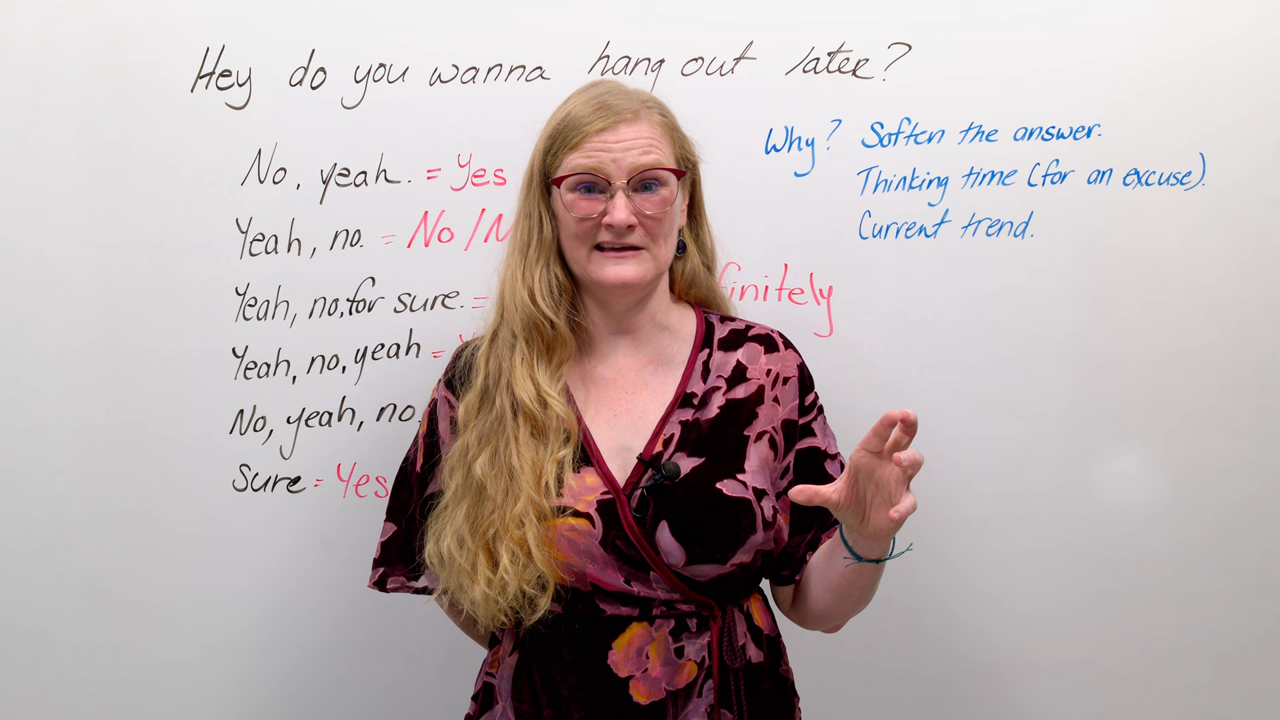 Hey do you wanna hang out later?
No, yeah. = Yes
Yeah, no. = No /
Yeah, no, for sure. =
Yeah, no, yeah =
No, yeah, no.
Sure = Yes
Why? Soften the answer.
Thinking time (for an excuse).
Current trend.